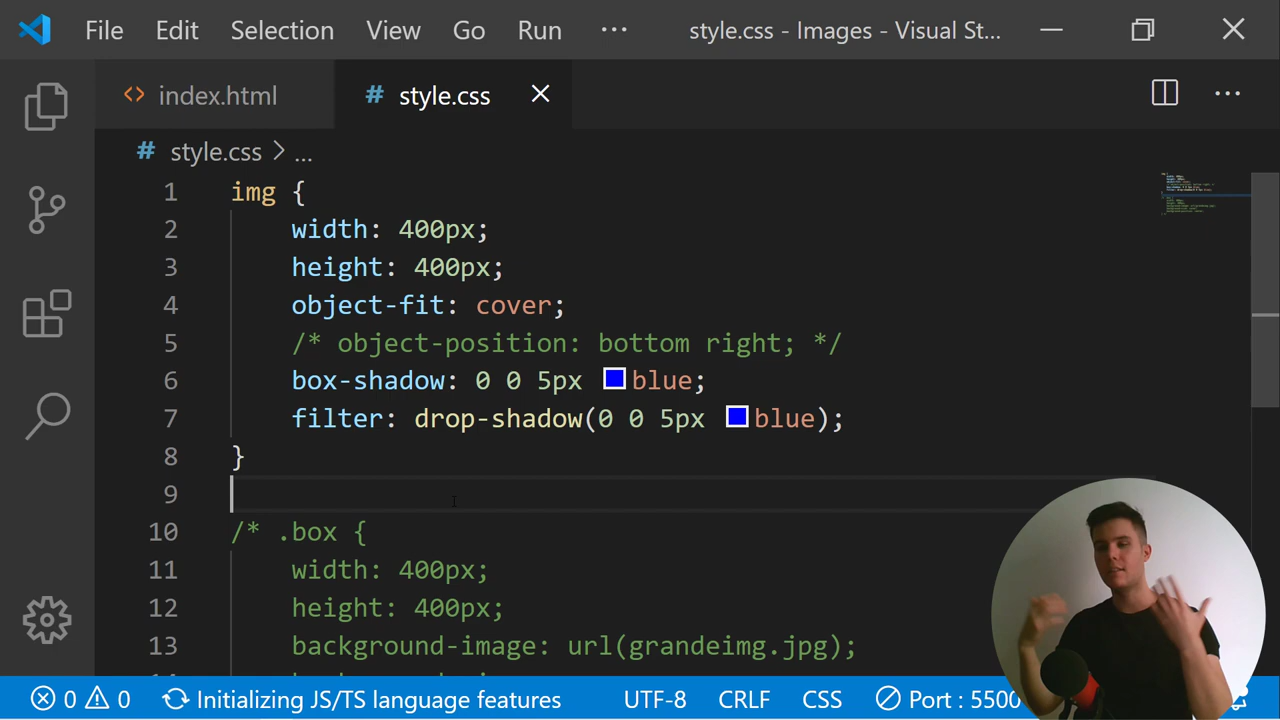 File Edit Selection View Go Run ... style.css - Images - Visual St...
index.html style.css
# style.css > ...
1 img {
2 width: 400px;
3 height: 400px;
4 object-fit: cover;
5 /* object-position: bottom right; */
6 box-shadow: 0 0 5px blue;
7 filter: drop-shadow(0 0 5px blue);
8 }
9
10 /* .box {
11 width: 400px;
12 height: 400px;
13 background-image: url(grandeimg.jpg);
0 0 Initializing JS/TS language features UTF-8 CRLF CSS Port : 5500